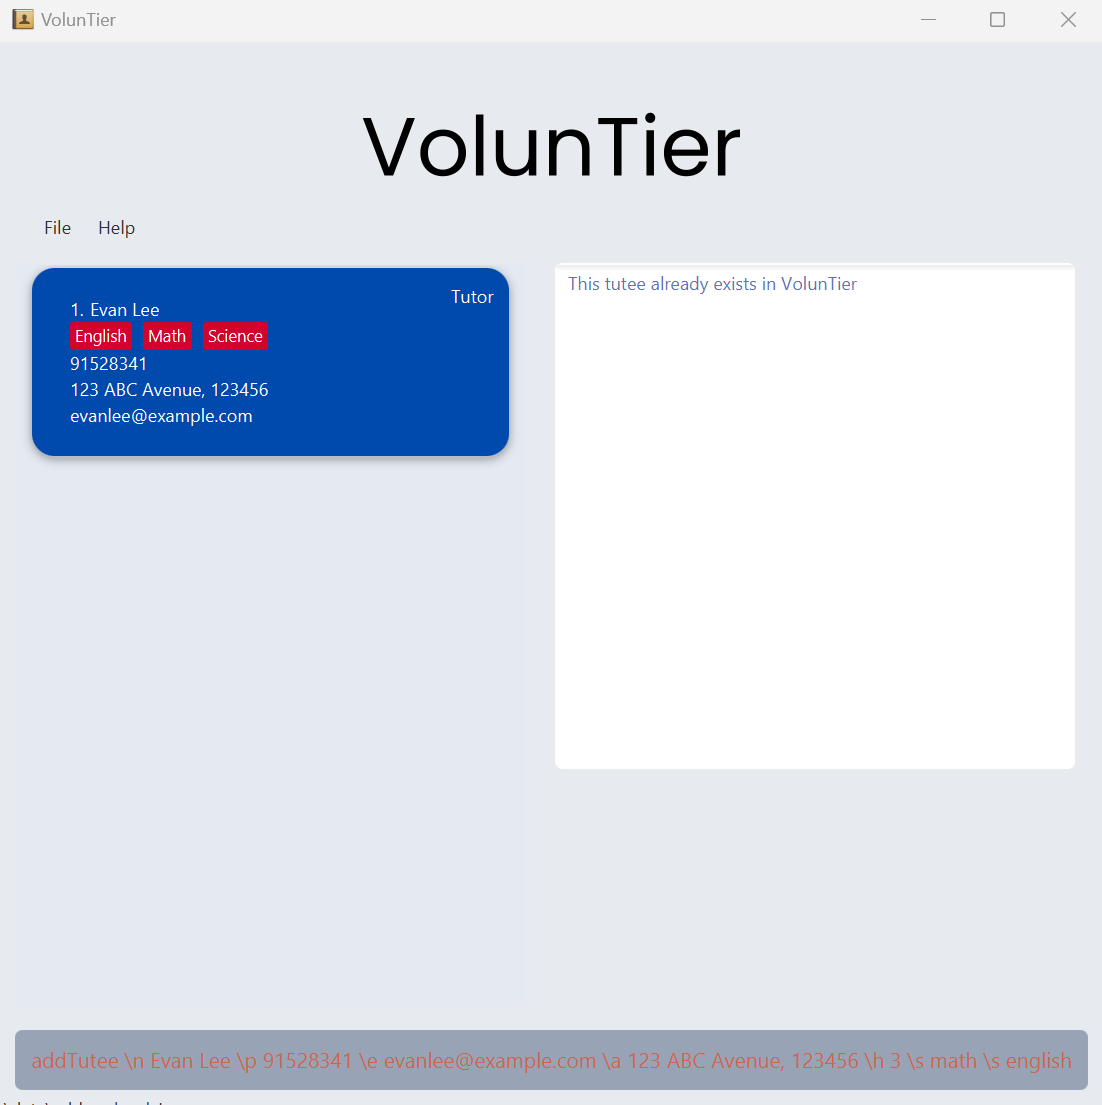 VolunTier
VolunTier
File Help
1. Evan Lee
Tutor
English Math Science
91528341
123 ABC Avenue, 123456
evanlee@example.com
This tutee already exists in VolunTier
addTutee \n Evan Lee \p 91528341 \e evanlee@example.com \a 123 ABC Avenue, 123456 \h 3 \s math \s english